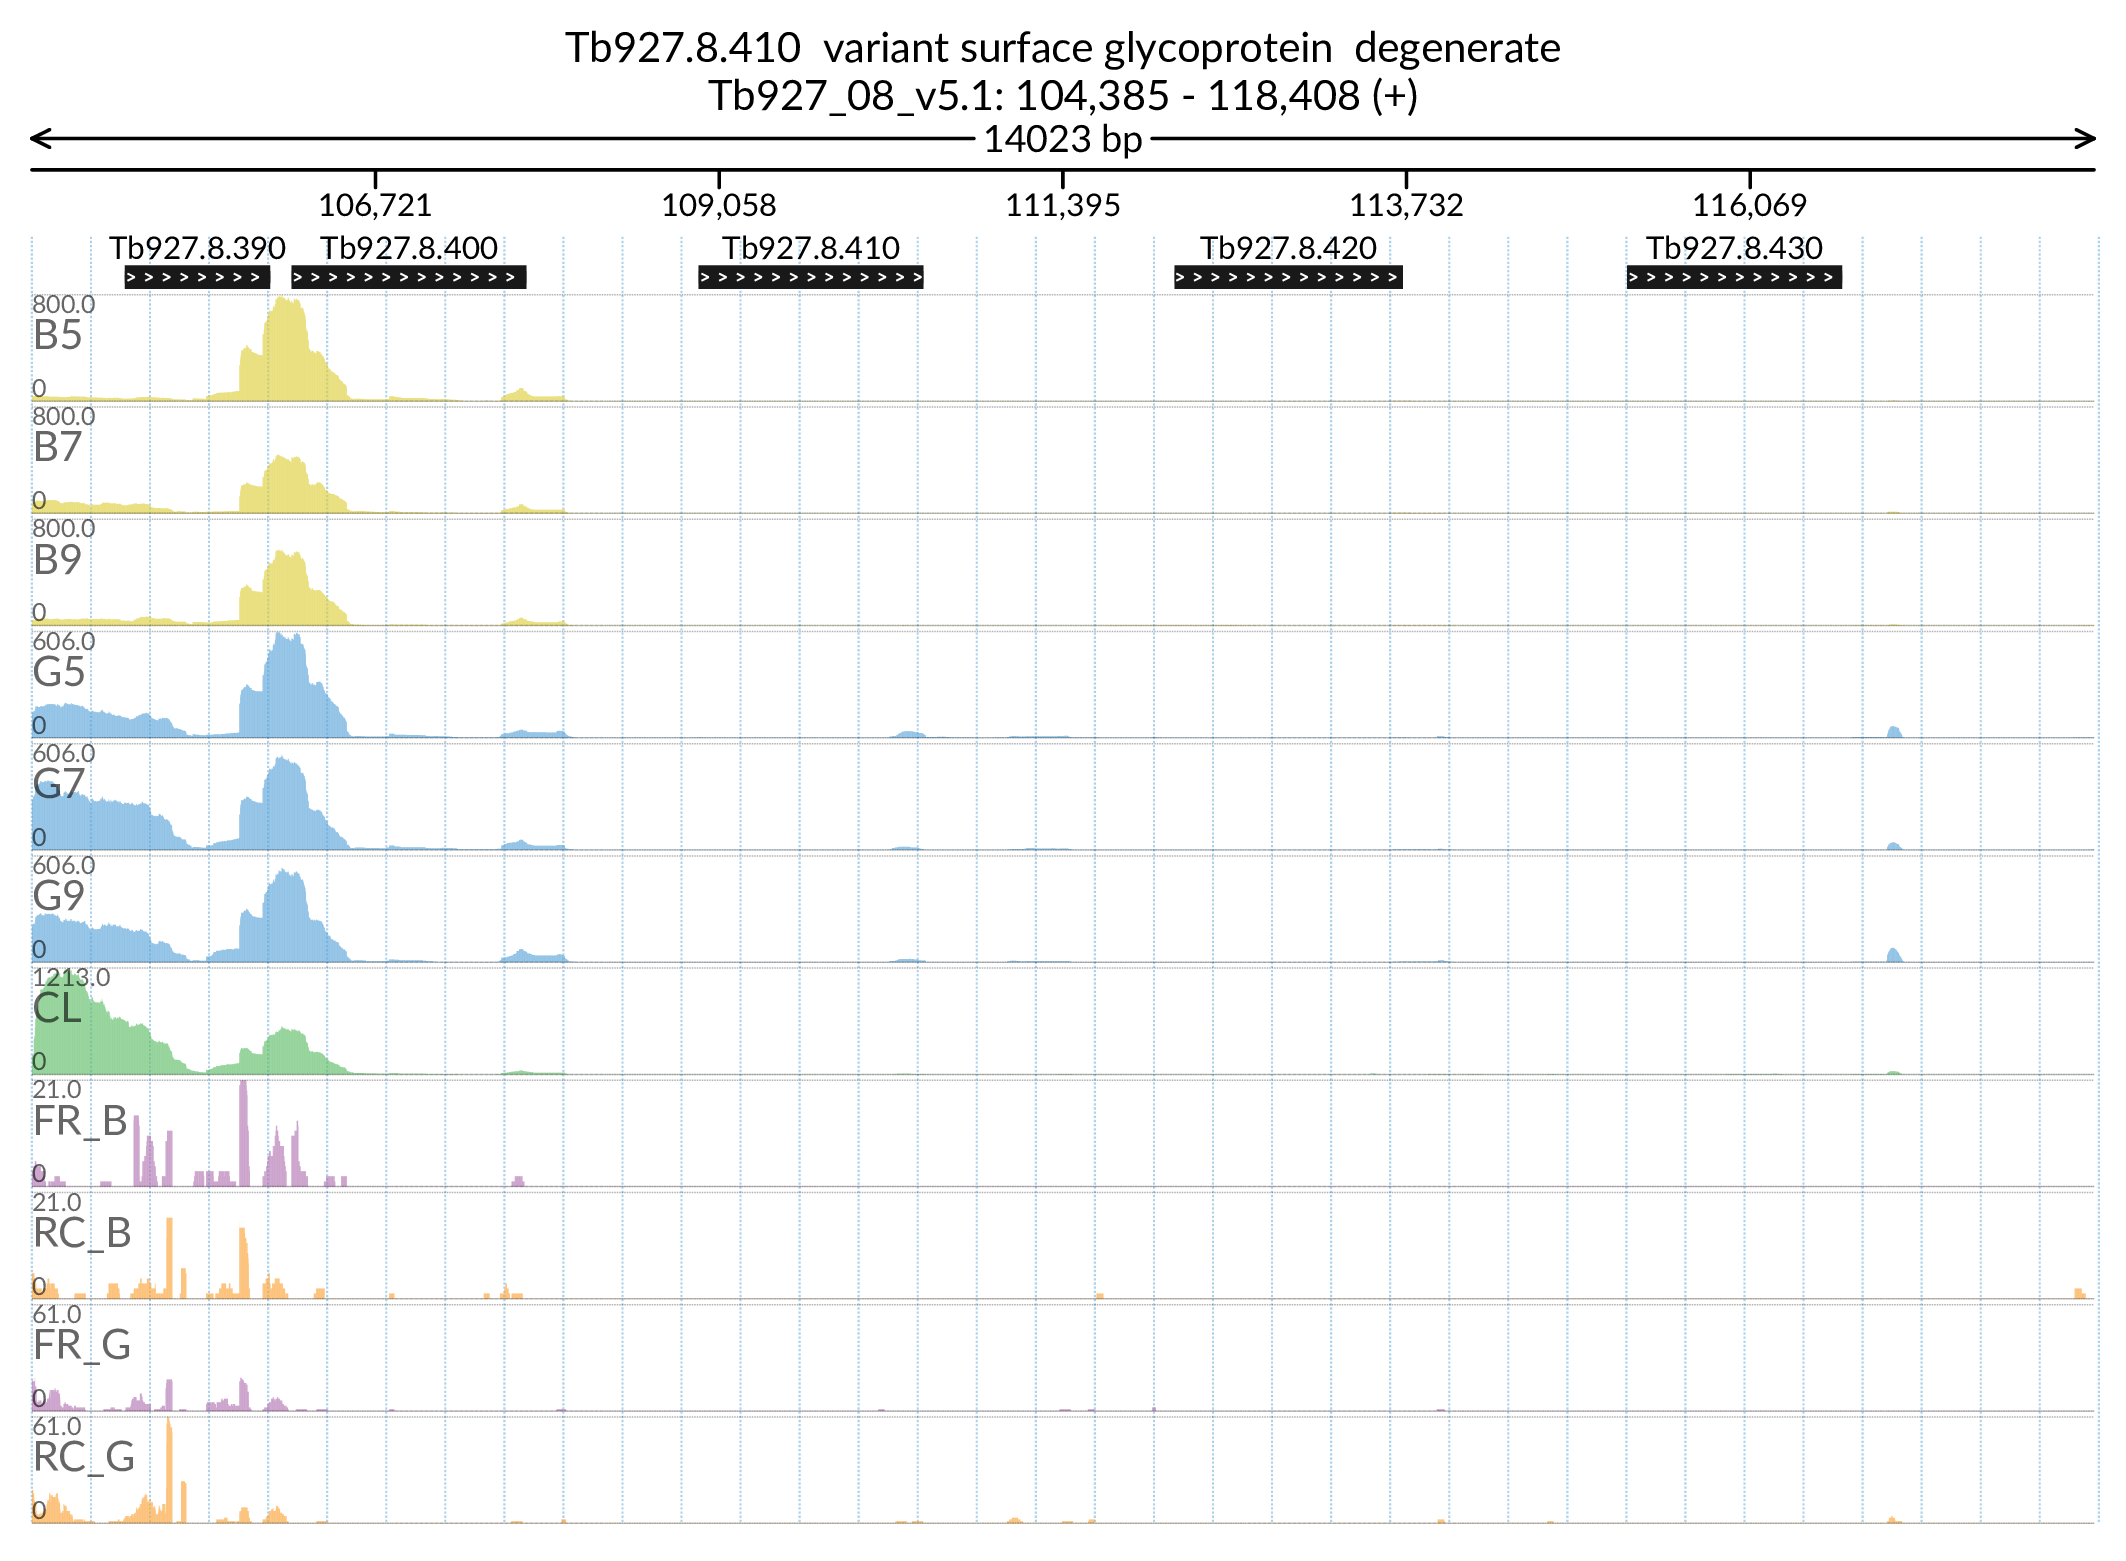 Tb927.8.410 variant surface glycoprotein degenerate
Tb927_08_v5.1: 104,385 - 118,408 (+)
14023 bp
106,721 109,058 111,395 113,732 116,069
Tb927.8.390 Tb927.8.400 Tb927.8.410 Tb927.8.420 Tb927.8.430
800.0
B5
0
800.0
B7
0
800.0
B9
0
606.0
G5
0
606.0
G7
0
606.0
G9
0
1213.0
CL
0
21.0
FR_B
0
21.0
RC_B
0
61.0
FR_G
0
61.0
RC_G
0